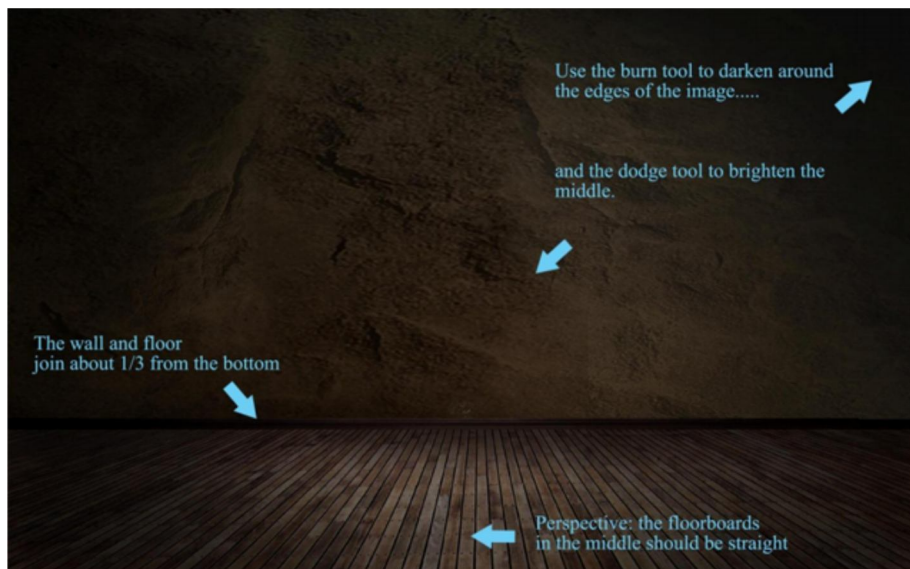 Use the burn tool to darken around
the edges of the image.....
and the dodge tool to brighten the
middle.
The wall and floor
join about 1/3 from the bottom
Perspective: the floorboards
in the middle should be straight